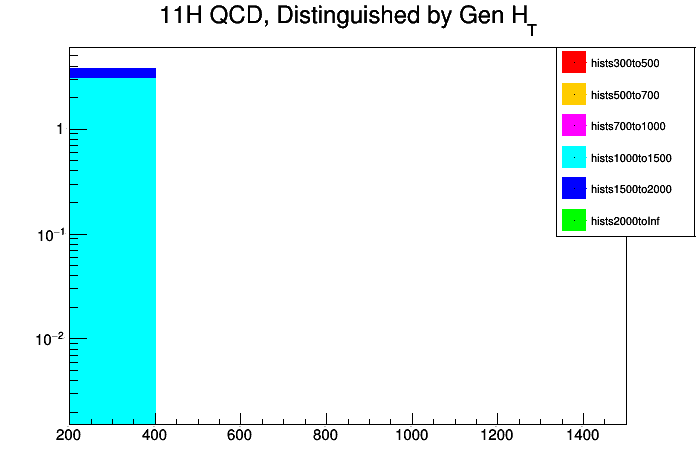 11H QCD, Distinguished by Gen H_T
hists300to500
hists500to700
hists700to1000
hists1000to1500
hists1500to2000
hists2000toInf
1
10⁻¹
10⁻²
200 400 600 800 1000 1200 1400